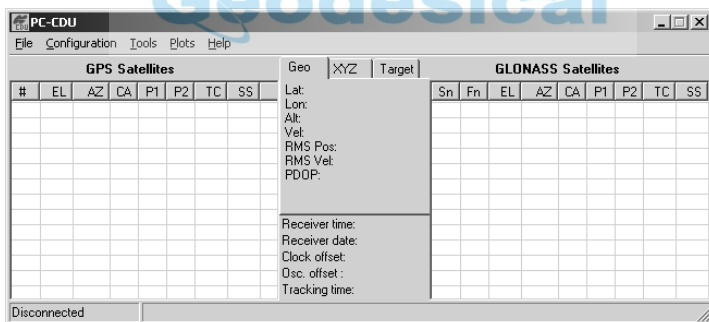 Geodesical
PC-CDU
File Configuration Tools Plots Help
GPS Satellites
# EL AZ CA P1 P2 TC SS
Geo XYZ Target
Lat:
Lon:
Alt:
Vel:
RMS Pos:
RMS Vel:
PDOP:
Receiver time:
Receiver date:
Clock offset:
Osc. offset :
Tracking time:
GLONASS Satellites
Sn Fn EL AZ CA P1 P2 TC SS
Disconnected